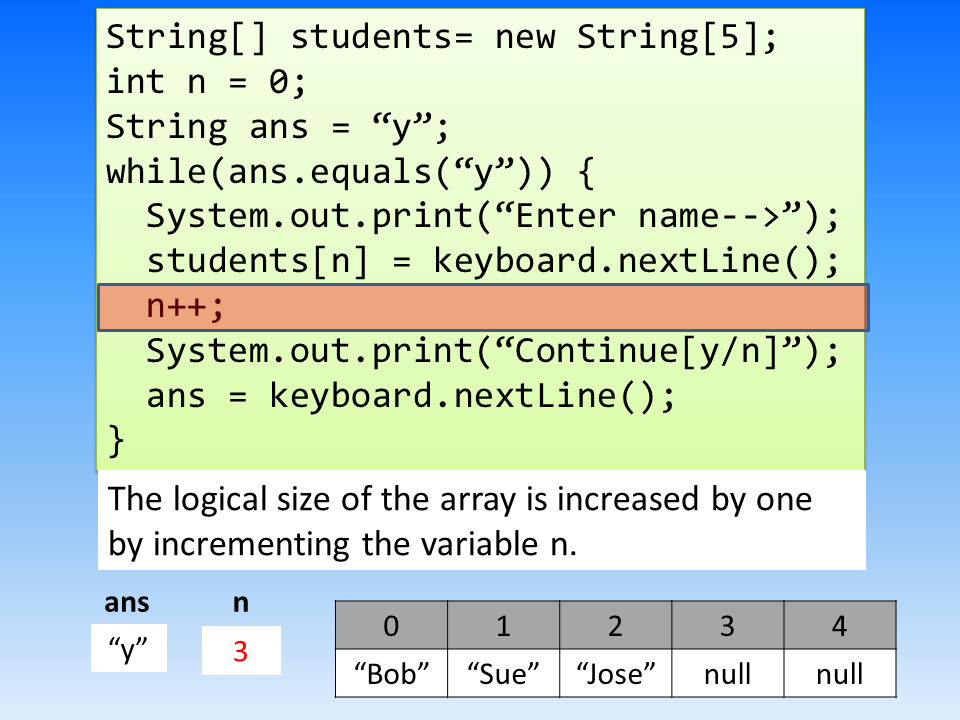 String[] students= new String[5];
int n = 0;
String ans = “y”;
while(ans.equals(“y”)) {
  System.out.print(“Enter name-->”);
  students[n] = keyboard.nextLine();
  n++;
  System.out.print(“Continue[y/n]”);
  ans = keyboard.nextLine();
}
The logical size of the array is increased by one
by incrementing the variable n.
ans n
“y” 3
0 1 2 3 4
“Bob” “Sue” “Jose” null null